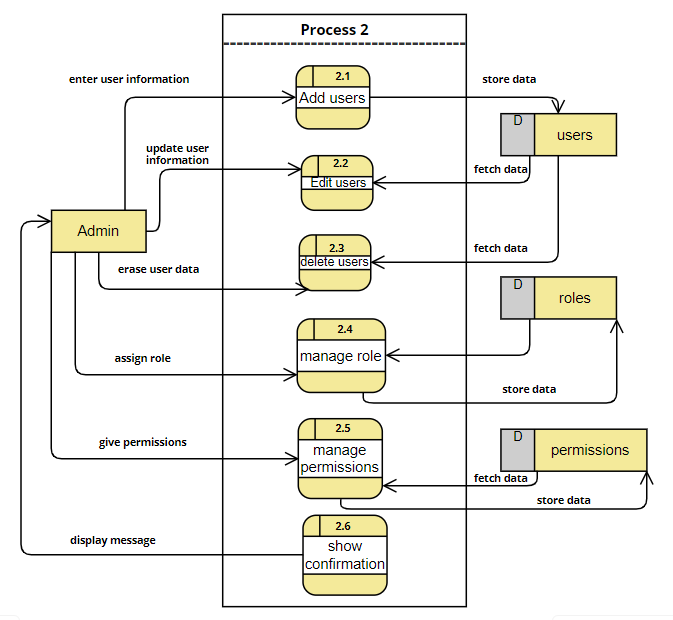 Process 2
enter user information
2.1
Add users
store data
D
users
update user
information
2.2
Edit users
fetch data
Admin
2.3
delete users
fetch data
erase user data
D
roles
2.4
manage role
assign role
store data
2.5
manage
permissions
give permissions
D
permissions
fetch data
store data
2.6
show
confirmation
display message